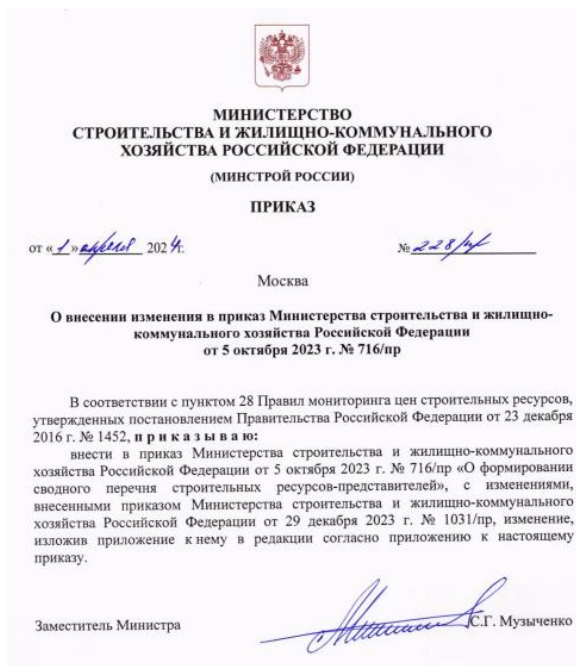 МИНИСТЕРСТВО
СТРОИТЕЛЬСТВА И ЖИЛИЩНО-КОММУНАЛЬНОГО
ХОЗЯЙСТВА РОССИЙСКОЙ ФЕДЕРАЦИИ
(МИНСТРОЙ РОССИИ)
ПРИКАЗ
от «1» апреля 2024г. № 228/пр
Москва
О внесении изменения в приказ Министерства строительства и жилищно-
коммунального хозяйства Российской Федерации
от 5 октября 2023 г. № 716/пр
В соответствии с пунктом 28 Правил мониторинга цен строительных ресурсов,
утвержденных постановлением Правительства Российской Федерации от 23 декабря
2016 г. № 1452, п р и к а з ы в а ю:
внести в приказ Министерства строительства и жилищно-коммунального
хозяйства Российской Федерации от 5 октября 2023 г. № 716/пр «О формировании
сводного перечня строительных ресурсов-представителей», с изменениями,
внесенными приказом Министерства строительства и жилищно-коммунального
хозяйства Российской Федерации от 29 декабря 2023 г. № 1031/пр, изменение,
изложив приложение к нему в редакции согласно приложению к настоящему
приказу.
Заместитель Министра С.Г. Музыченко